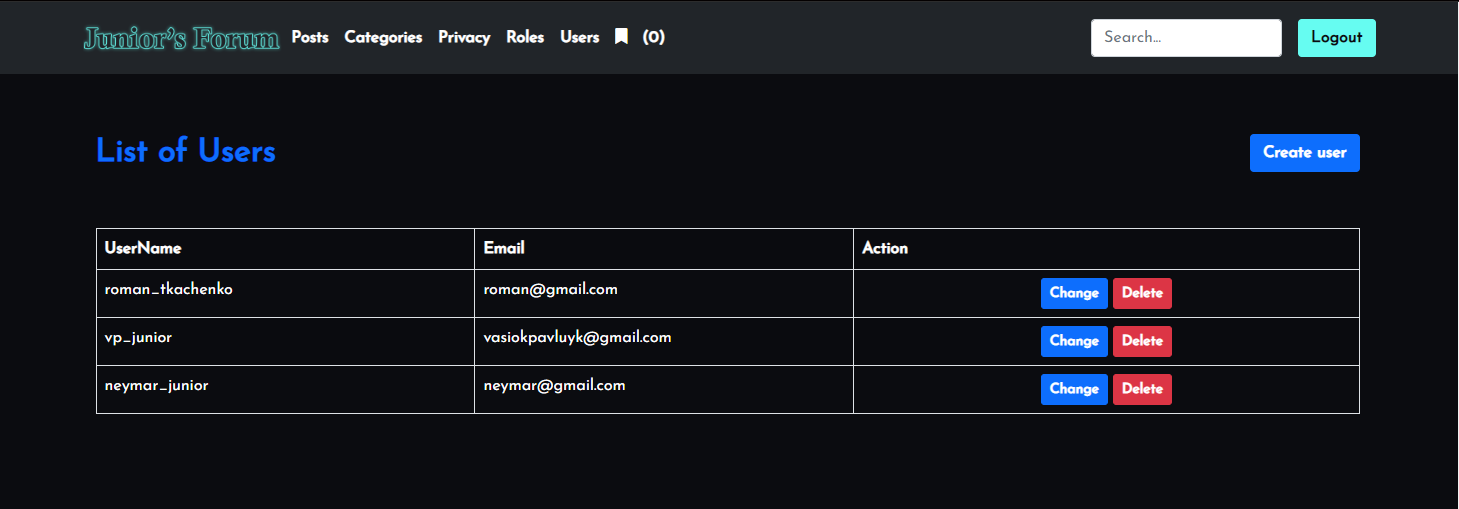 Junior's Forum Posts Categories Privacy Roles Users (0) Search... Logout
List of Users Create user
UserName Email Action
roman_tkachenko roman@gmail.com Change Delete
vp_junior vasiokpavluyk@gmail.com Change Delete
neymar_junior neymar@gmail.com Change Delete